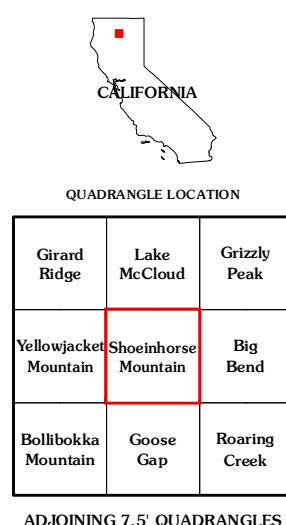 CALIFORNIA
QUADRANGLE LOCATION
Girard
Ridge
Lake
McCloud
Grizzly
Peak
Yellowjacket
Mountain
Shoeinhorse
Mountain
Big
Bend
Bollibokka
Mountain
Goose
Gap
Roaring
Creek
ADJOINING 7.5' QUADRANGLES